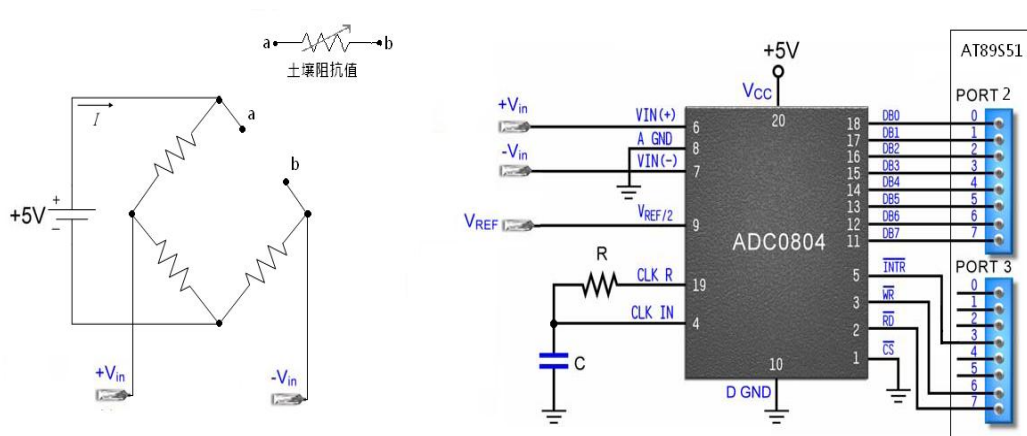 a
b
土壤阻抗值
I
a
b
+
+5V
−
+Vin
-Vin
+5V
VCC
20
+Vin
VIN(+)
6
A GND
8
-Vin
VIN(-)
7
VREF
VREF/2
9
ADC0804
R
CLK R
19
CLK IN
4
C
10
D GND
18 DB0
17 DB1
16 DB2
15 DB3
14 DB4
13 DB5
12 DB6
11 DB7
5 INTR
3 WR
2 RD
1 CS
AT89S51
PORT 2
0
1
2
3
4
5
6
7
PORT 3
0
1
2
3
4
5
6
7